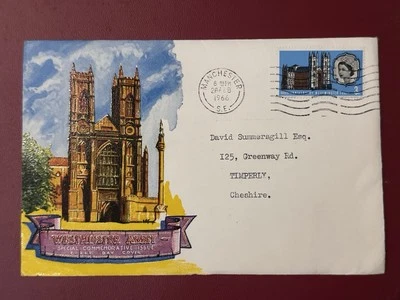 MANCHESTER
1966
S.E.
David Summersgill Esq.
125, Greenway Rd.
TIMPERLY,
Cheshire.
WESTMINSTER ABBEY
SPECIAL COMMEMORATIVE ISSUE
FIRST DAY COVER